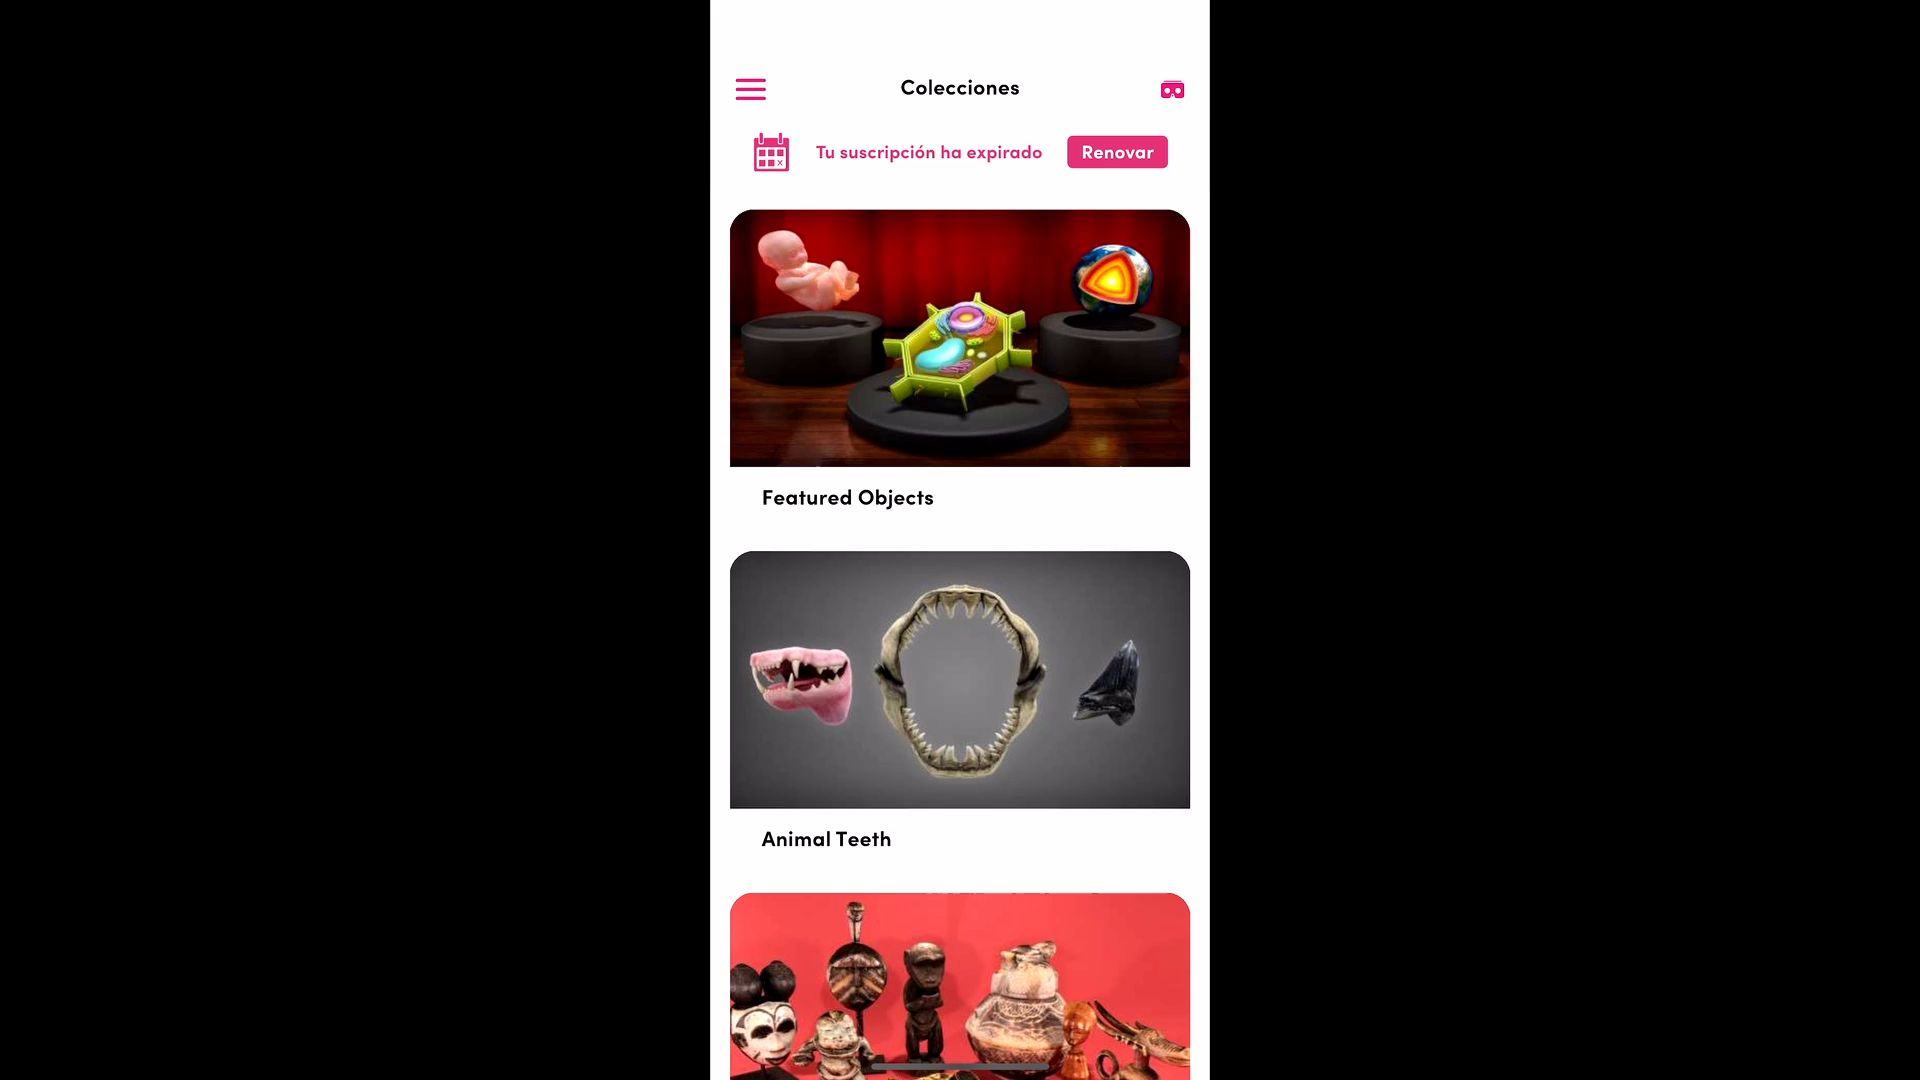 Colecciones
Tu suscripción ha expirado
Renovar
Featured Objects
Animal Teeth